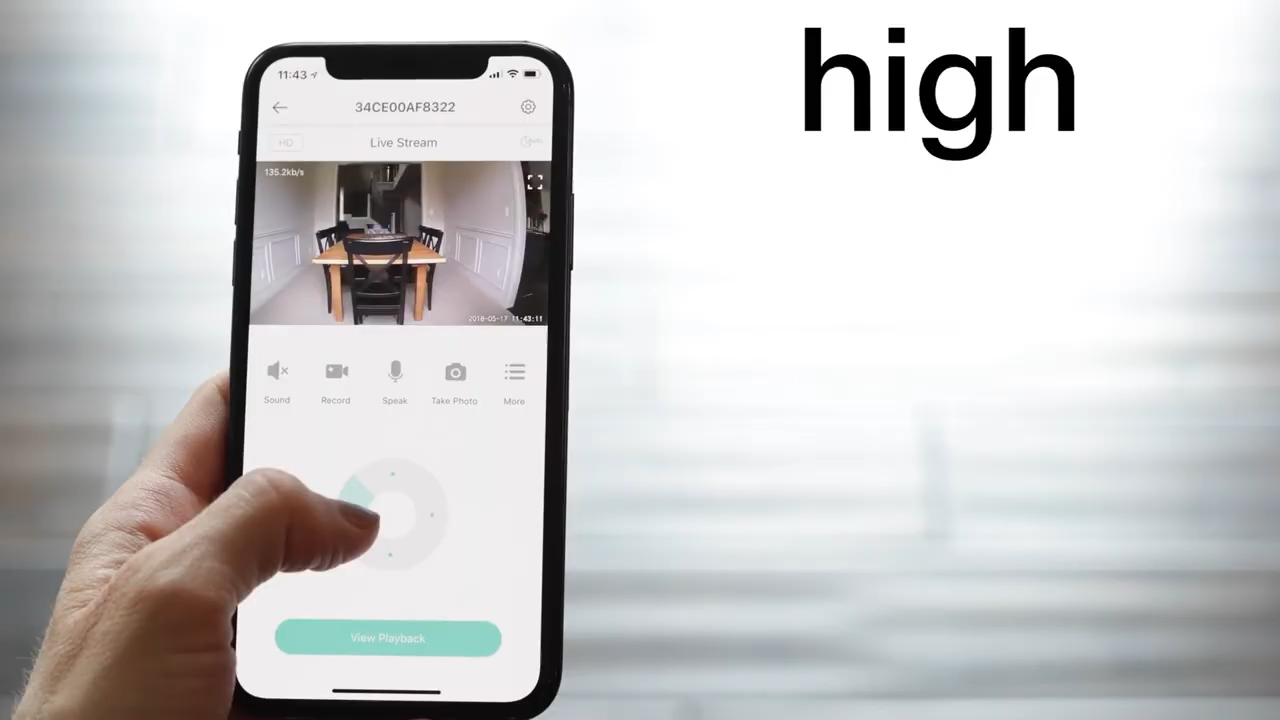 high
11:43
34CE00AF8322
HD
Live Stream
135.2kb/s
2018-05-17 11:43:11
Sound
Record
Speak
Take Photo
More
View Playback